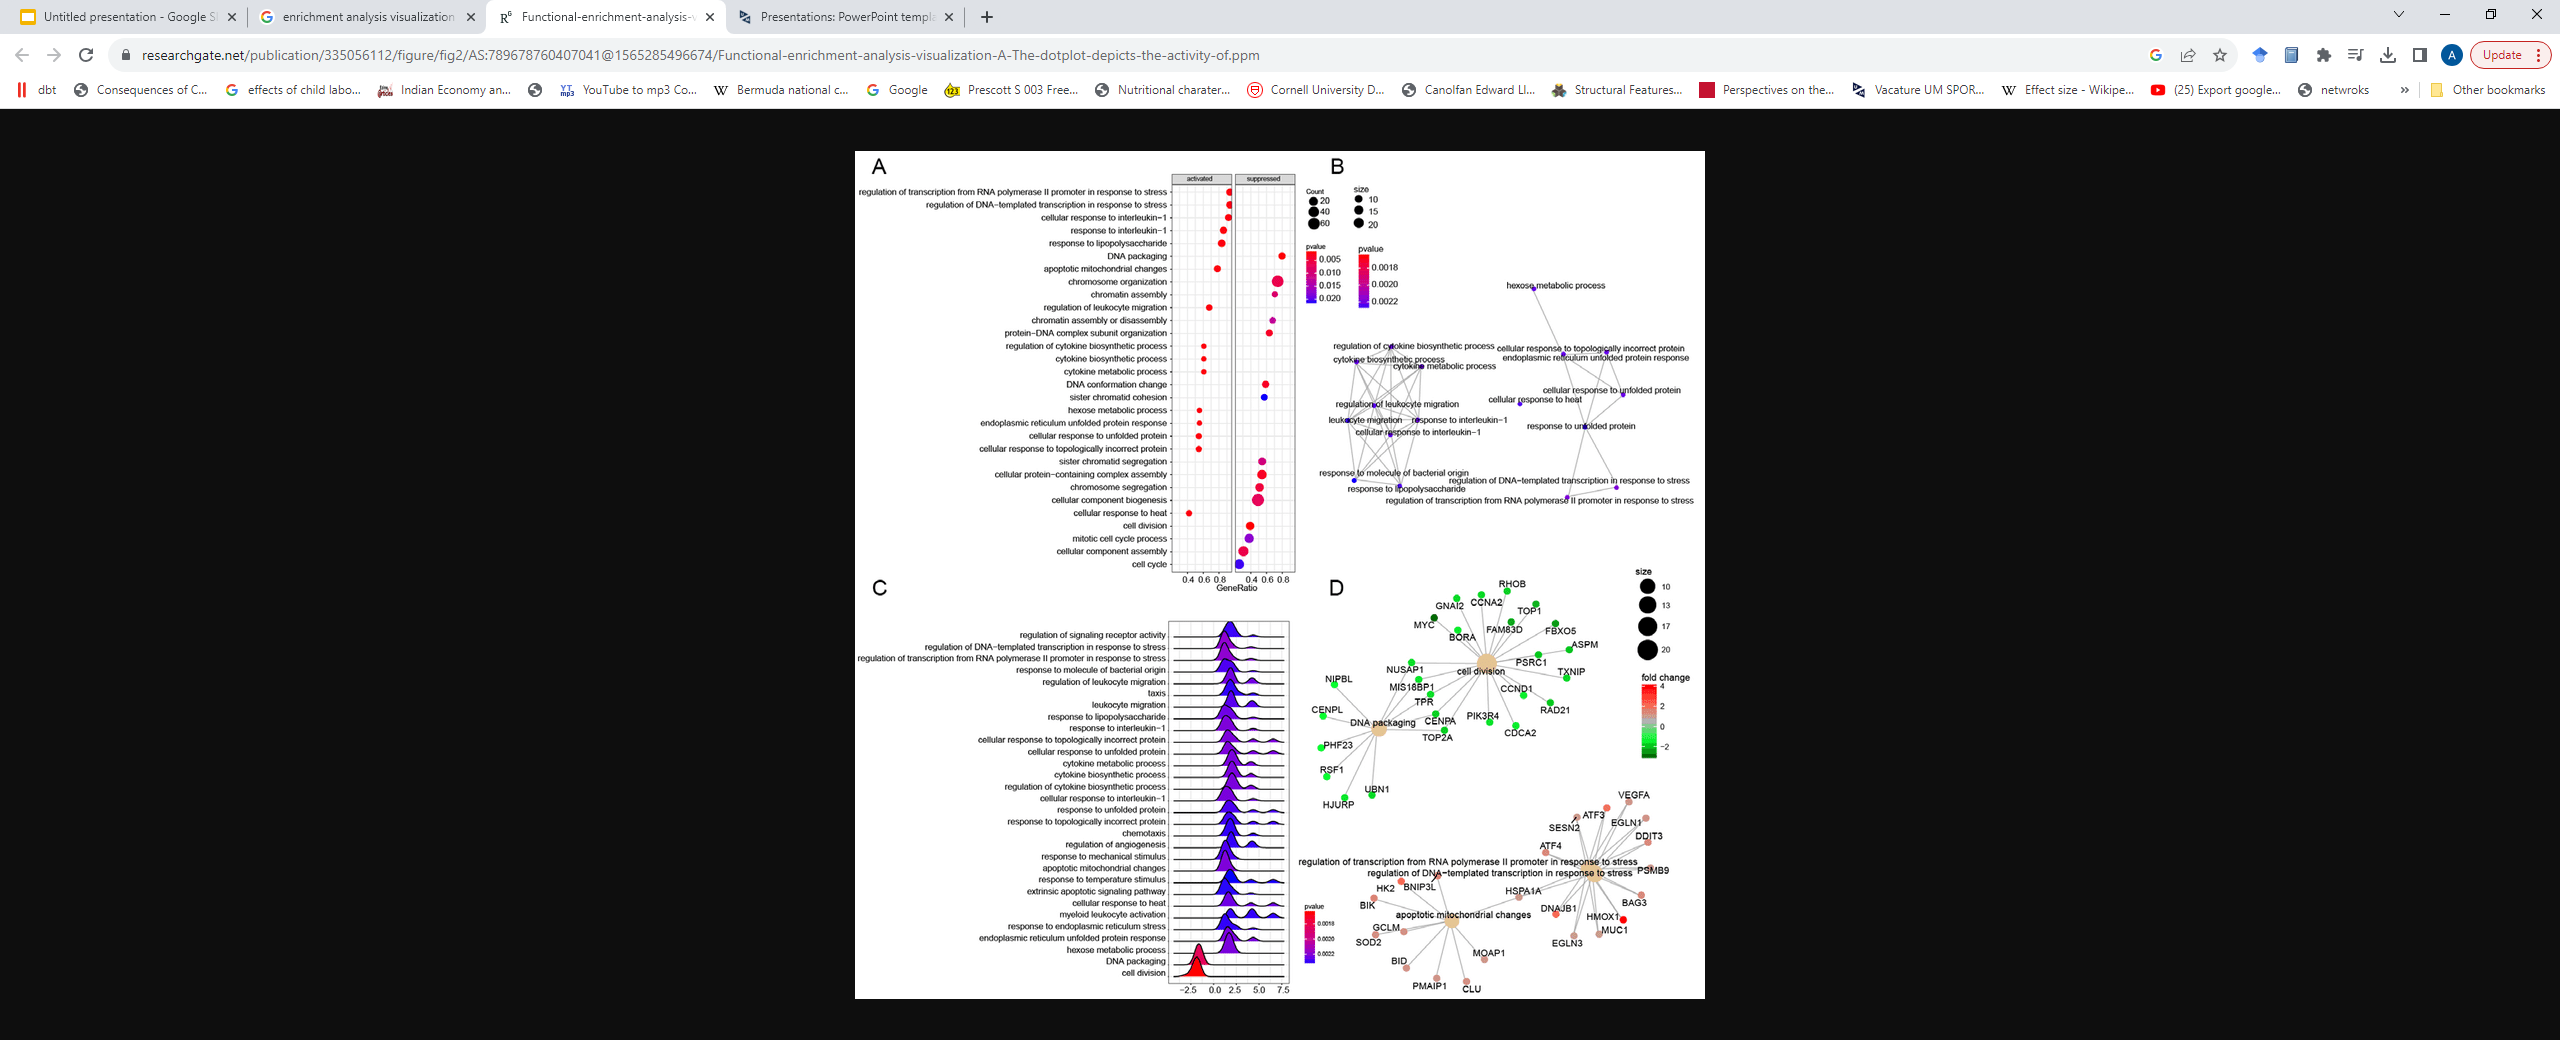 Untitled presentation - Google Sl
enrichment analysis visualization
Functional-enrichment-analysis-v
Presentations: PowerPoint templa
researchgate.net/publication/335056112/figure/fig2/AS:789678760407041@1565285496674/Functional-enrichment-analysis-visualization-A-The-dotplot-depicts-the-activity-of.ppm
A
Update
dbt
Consequences of C...
effects of child labo...
Indian Economy an...
YouTube to mp3 Co...
Bermuda national c...
Google
Prescott S 003 Free...
Nutritional charater...
Cornell University D...
Canolfan Edward Ll...
Structural Features...
Perspectives on the...
Vacature UM SPOR...
Effect size - Wikipe...
(25) Export google...
netwroks
Other bookmarks
A
activated
suppressed
regulation of transcription from RNA polymerase II promoter in response to stress
regulation of DNA-templated transcription in response to stress
cellular response to interleukin-1
response to interleukin-1
response to lipopolysaccharide
DNA packaging
apoptotic mitochondrial changes
chromosome organization
chromatin assembly
regulation of leukocyte migration
chromatin assembly or disassembly
protein-DNA complex subunit organization
regulation of cytokine biosynthetic process
cytokine biosynthetic process
cytokine metabolic process
DNA conformation change
sister chromatid cohesion
hexose metabolic process
endoplasmic reticulum unfolded protein response
cellular response to unfolded protein
cellular response to topologically incorrect protein
sister chromatid segregation
cellular protein-containing complex assembly
chromosome segregation
cellular component biogenesis
cellular response to heat
cell division
mitotic cell cycle process
cellular component assembly
cell cycle
0.4 0.6 0.8
0.4 0.6 0.8
GeneRatio
Count
20
40
60
pvalue
0.005
0.010
0.015
0.020
B
size
10
15
20
pvalue
0.0018
0.0020
0.0022
hexose metabolic process
regulation of cytokine biosynthetic process
cellular response to topologically incorrect protein
cytokine biosynthetic process
endoplasmic reticulum unfolded protein response
cytokine metabolic process
cellular response to unfolded protein
cellular response to heat
regulation of leukocyte migration
leukocyte migration
response to interleukin-1
response to unfolded protein
cellular response to interleukin-1
response to molecule of bacterial origin
regulation of DNA-templated transcription in response to stress
response to lipopolysaccharide
regulation of transcription from RNA polymerase II promoter in response to stress
C
regulation of signaling receptor activity
regulation of DNA-templated transcription in response to stress
regulation of transcription from RNA polymerase II promoter in response to stress
response to molecule of bacterial origin
regulation of leukocyte migration
taxis
leukocyte migration
response to lipopolysaccharide
response to interleukin-1
cellular response to topologically incorrect protein
cellular response to unfolded protein
cytokine metabolic process
cytokine biosynthetic process
regulation of cytokine biosynthetic process
cellular response to interleukin-1
response to unfolded protein
response to topologically incorrect protein
chemotaxis
regulation of angiogenesis
response to mechanical stimulus
apoptotic mitochondrial changes
response to temperature stimulus
extrinsic apoptotic signaling pathway
cellular response to heat
myeloid leukocyte activation
response to endoplasmic reticulum stress
endoplasmic reticulum unfolded protein response
hexose metabolic process
DNA packaging
cell division
-2.5 0.0 2.5 5.0 7.5
pvalue
0.0018
0.0020
0.0022
D
RHOB
GNAI2
CCNA2
TOP1
MYC
BORA
FAM83D
FBXO5
ASPM
NUSAP1
cell division
PSRC1
TXNIP
NIPBL
MIS18BP1
CCND1
TPR
CENPL
RAD21
DNA packaging
CENPA
PIK3R4
TOP2A
CDCA2
PHF23
RSF1
UBN1
HJURP
size
10
13
17
20
fold change
4
2
0
-2
VEGFA
ATF3
SESN2
EGLN1
DDIT3
ATF4
regulation of transcription from RNA polymerase II promoter in response to stress
PSMB9
regulation of DNA-templated transcription in response to stress
HK2
BNIP3L
HSPA1A
BIK
BAG3
DNAJB1
HMOX1
apoptotic mitochondrial changes
GCLM
MUC1
SOD2
EGLN3
MOAP1
BID
PMAIP1
CLU